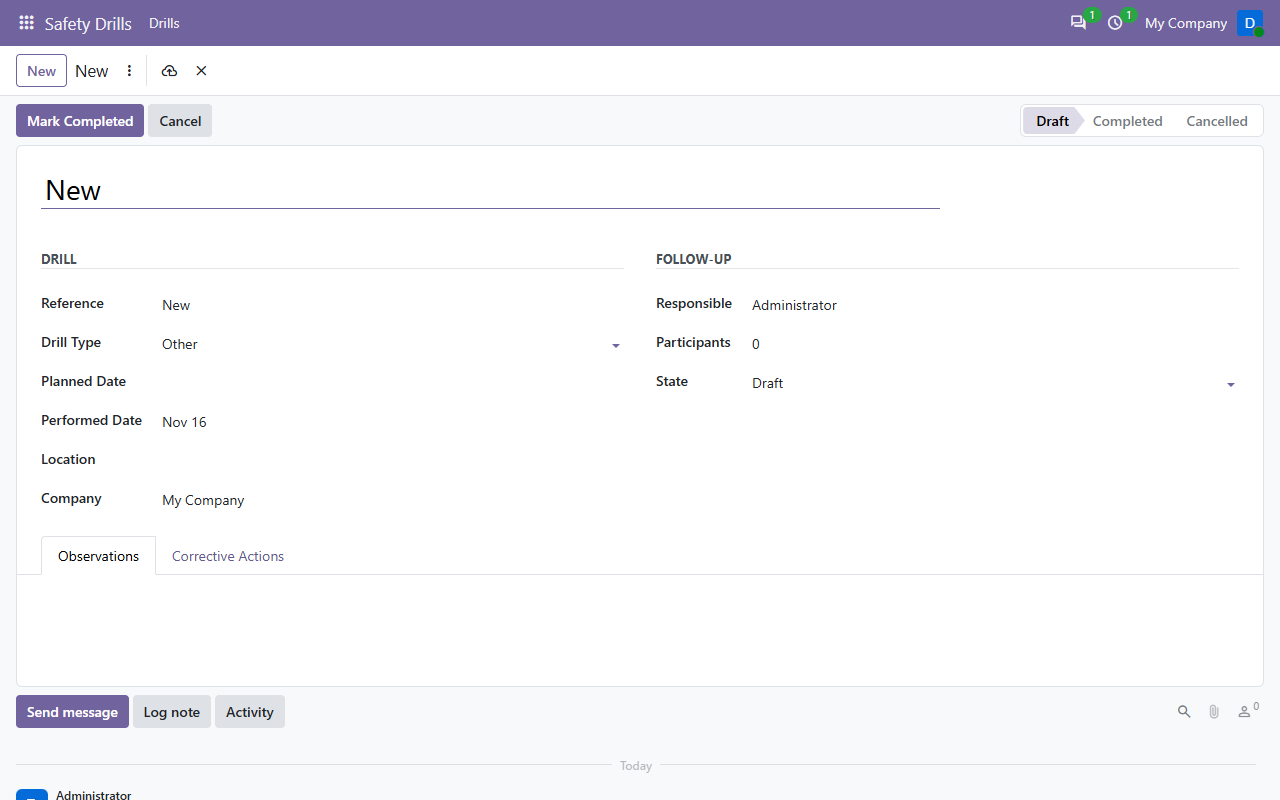 Safety Drills Drills 1 1 My Company D
New New
Mark Completed Cancel Draft Completed Cancelled
New
DRILL FOLLOW-UP
Reference New Responsible Administrator
Drill Type Other Participants 0
Planned Date State Draft
Performed Date Nov 16
Location
Company My Company
Observations Corrective Actions
Send message Log note Activity 0
Today
Administrator